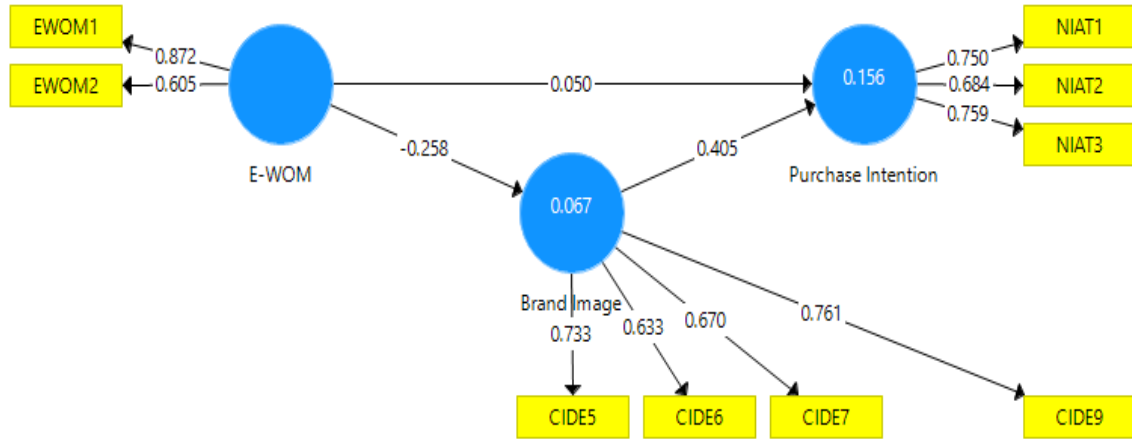 EWOM1
NIAT1
0.872
0.750
EWOM2
0.605
0.050
0.156
0.684
NIAT2
0.759
-0.258
0.405
NIAT3
E-WOM
Purchase Intention
0.067
Brand Image
0.733
0.633
0.670
0.761
CIDE5
CIDE6
CIDE7
CIDE9